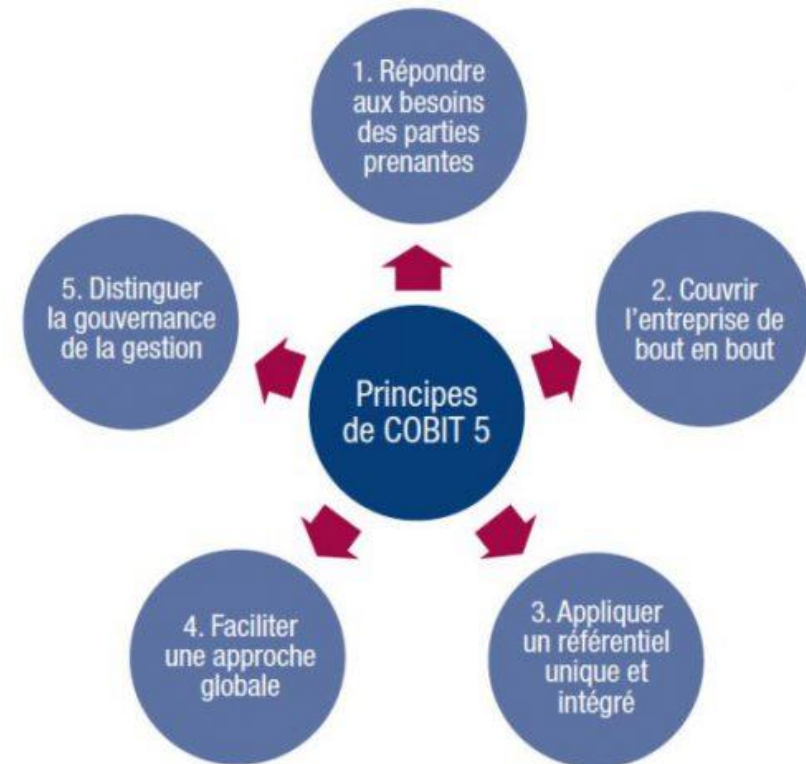 1. Répondre
aux besoins
des parties
prenantes
2. Couvrir
l’entreprise de
bout en bout
3. Appliquer
un référentiel
unique et
intégré
4. Faciliter
une approche
globale
5. Distinguer
la gouvernance
de la gestion
Principes
de COBIT 5